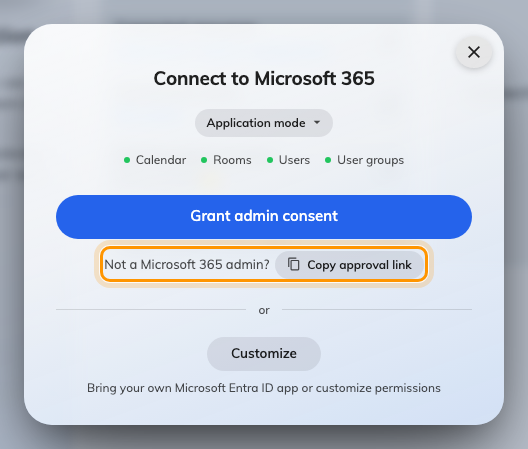 Connect to Microsoft 365
Application mode
Calendar Rooms Users User groups
Grant admin consent
Not a Microsoft 365 admin? Copy approval link
or
Customize
Bring your own Microsoft Entra ID app or customize permissions